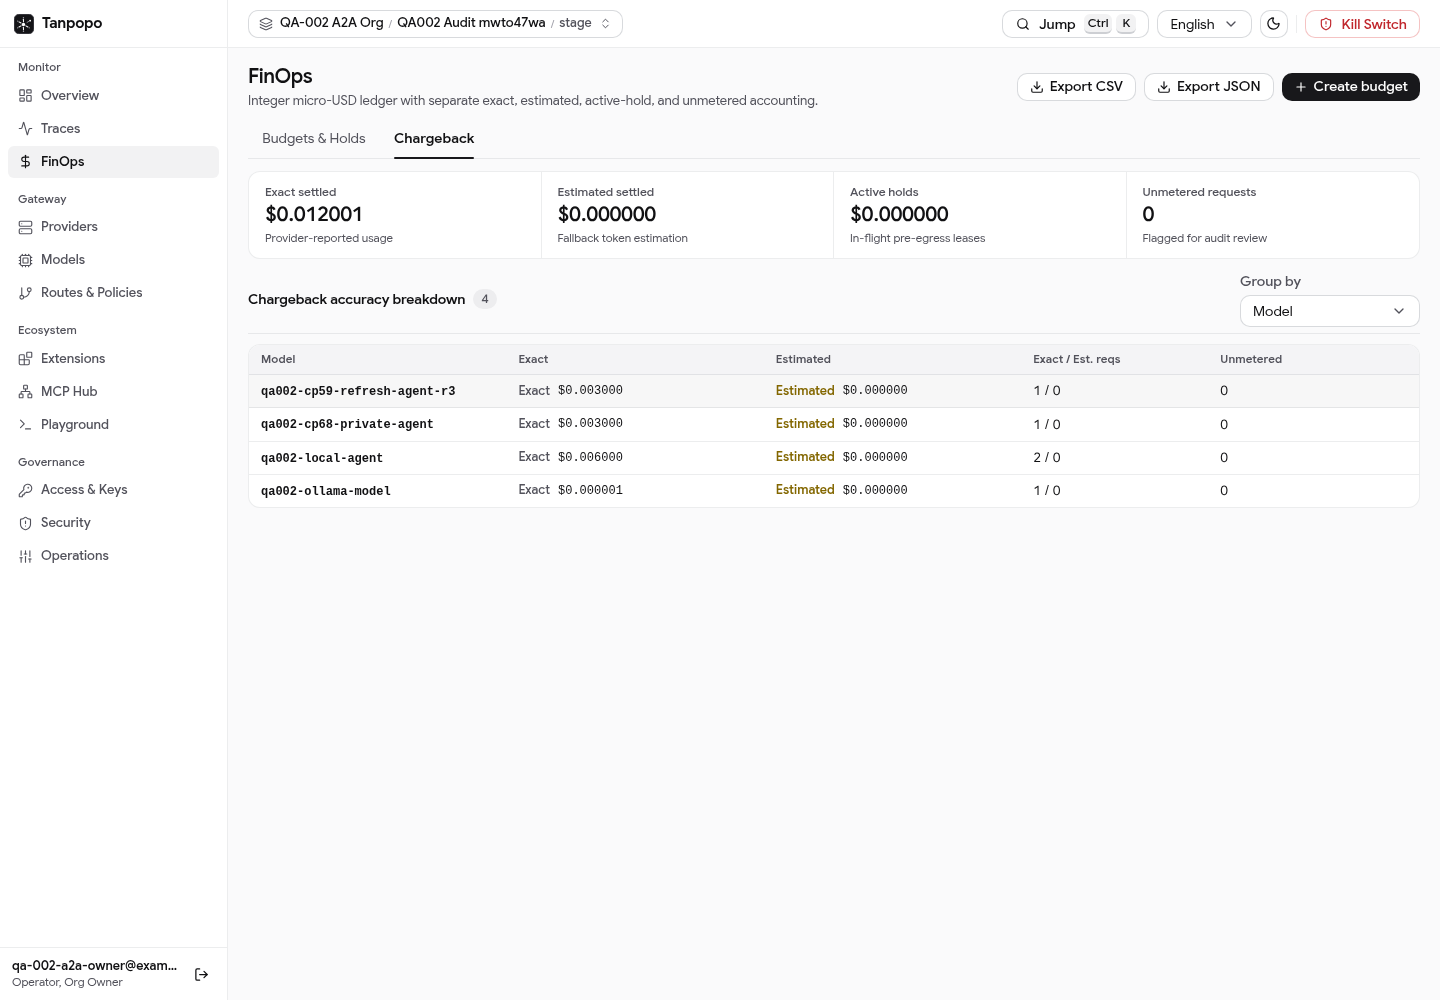 Tanpopo
QA-002 A2A Org / QA002 Audit mwto47wa / stage
Jump Ctrl K
English
Kill Switch
Monitor
Overview
Traces
FinOps
Gateway
Providers
Models
Routes & Policies
Ecosystem
Extensions
MCP Hub
Playground
Governance
Access & Keys
Security
Operations
qa-002-a2a-owner@exam...
Operator, Org Owner
FinOps
Integer micro-USD ledger with separate exact, estimated, active-hold, and unmetered accounting.
Export CSV
Export JSON
Create budget
Budgets & Holds
Chargeback
Exact settled
$0.012001
Provider-reported usage
Estimated settled
$0.000000
Fallback token estimation
Active holds
$0.000000
In-flight pre-egress leases
Unmetered requests
0
Flagged for audit review
Chargeback accuracy breakdown 4
Group by
Model
Model Exact Estimated Exact / Est. reqs Unmetered
qa002-cp59-refresh-agent-r3 Exact $0.003000 Estimated $0.000000 1 / 0 0
qa002-cp68-private-agent Exact $0.003000 Estimated $0.000000 1 / 0 0
qa002-local-agent Exact $0.006000 Estimated $0.000000 2 / 0 0
qa002-ollama-model Exact $0.000001 Estimated $0.000000 1 / 0 0